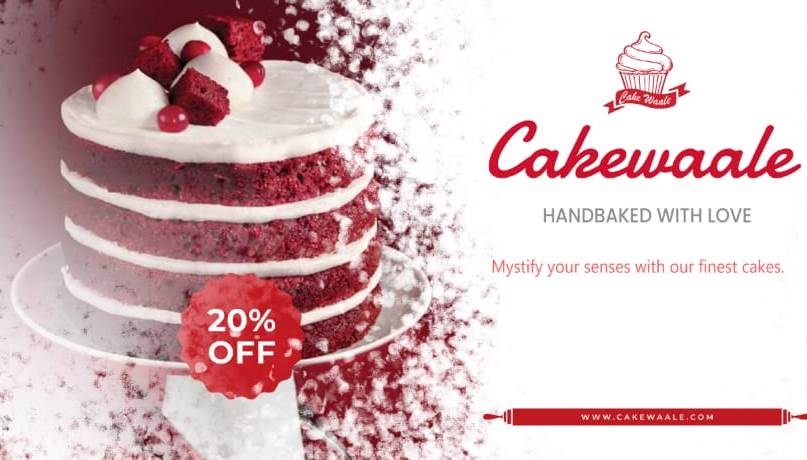 Cake Waale
Cakewaale
HANDBAKED WITH LOVE
Mystify your senses with our finest cakes.
20%
OFF
WWW.CAKEWAALE.COM